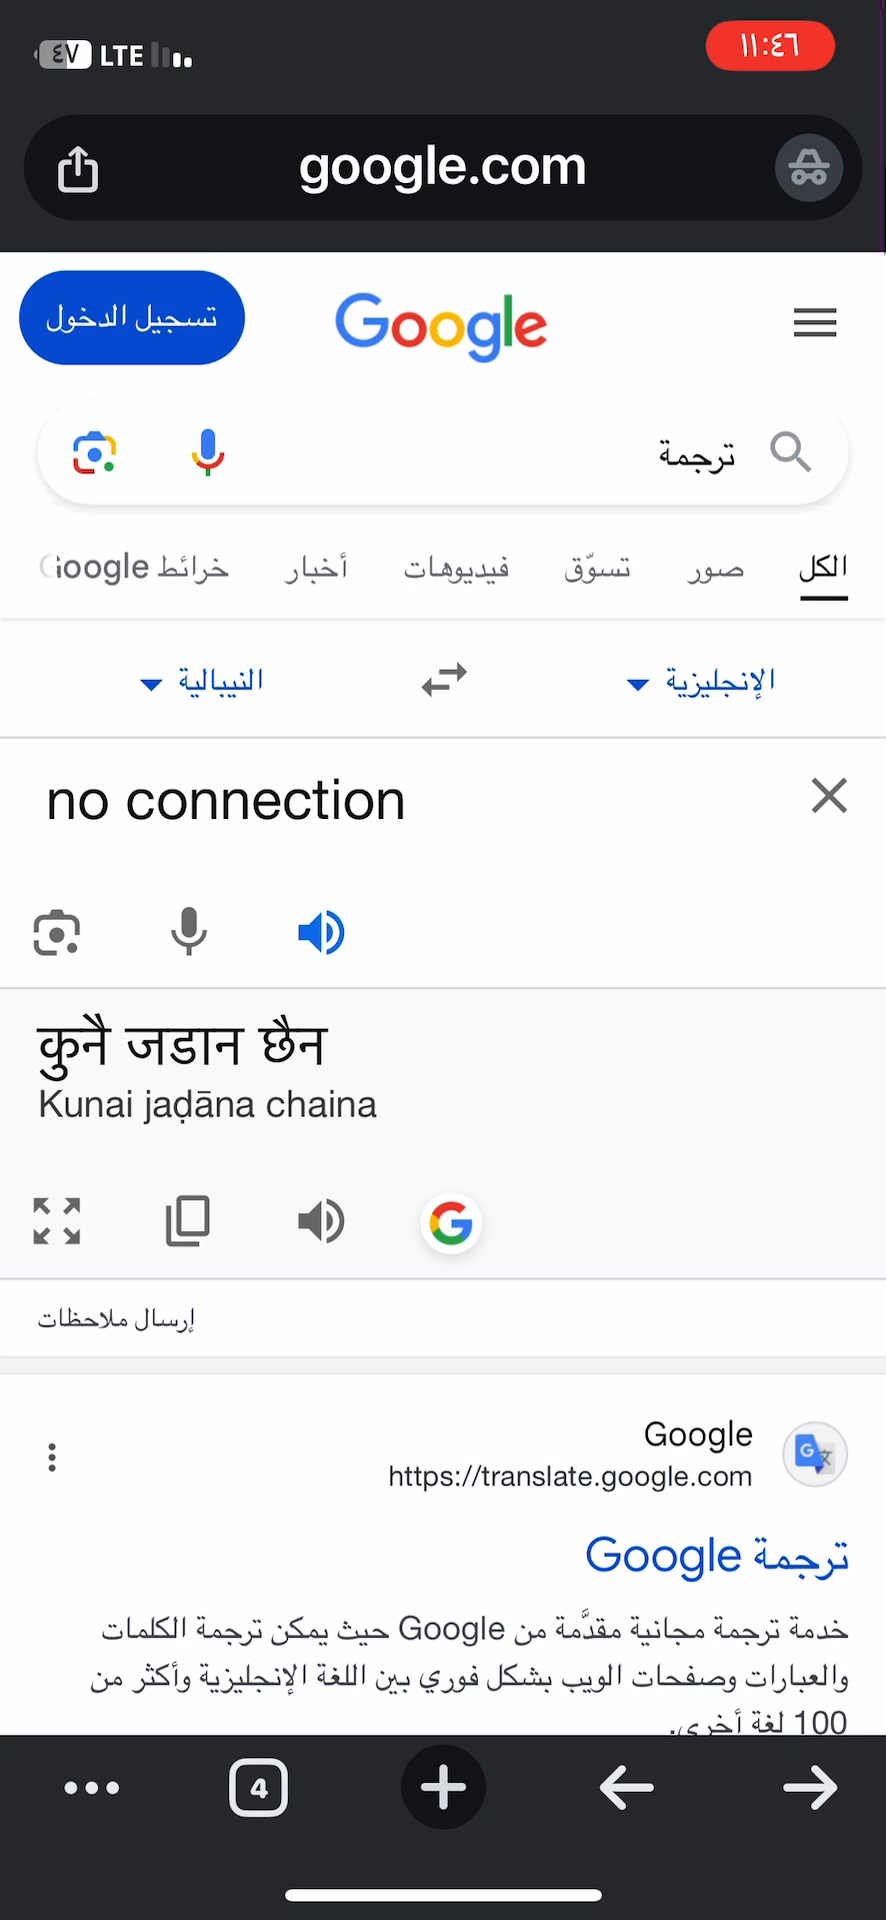 ٤٧ LTE ١١:٤٦
google.com
تسجيل الدخول Google
ترجمة
الكل صور تسوّق فيديوهات أخبار خرائط Google
الإنجليزية النيبالية
no connection
कुनै जडान छैन
Kunai jaḍāna chaina
G
إرسال ملاحظات
Google
https://translate.google.com
ترجمة Google
خدمة ترجمة مجانية مقدَّمة من Google حيث يمكن ترجمة الكلمات
والعبارات وصفحات الويب بشكل فوري بين اللغة الإنجليزية وأكثر من
100 لغة أخرى.
4